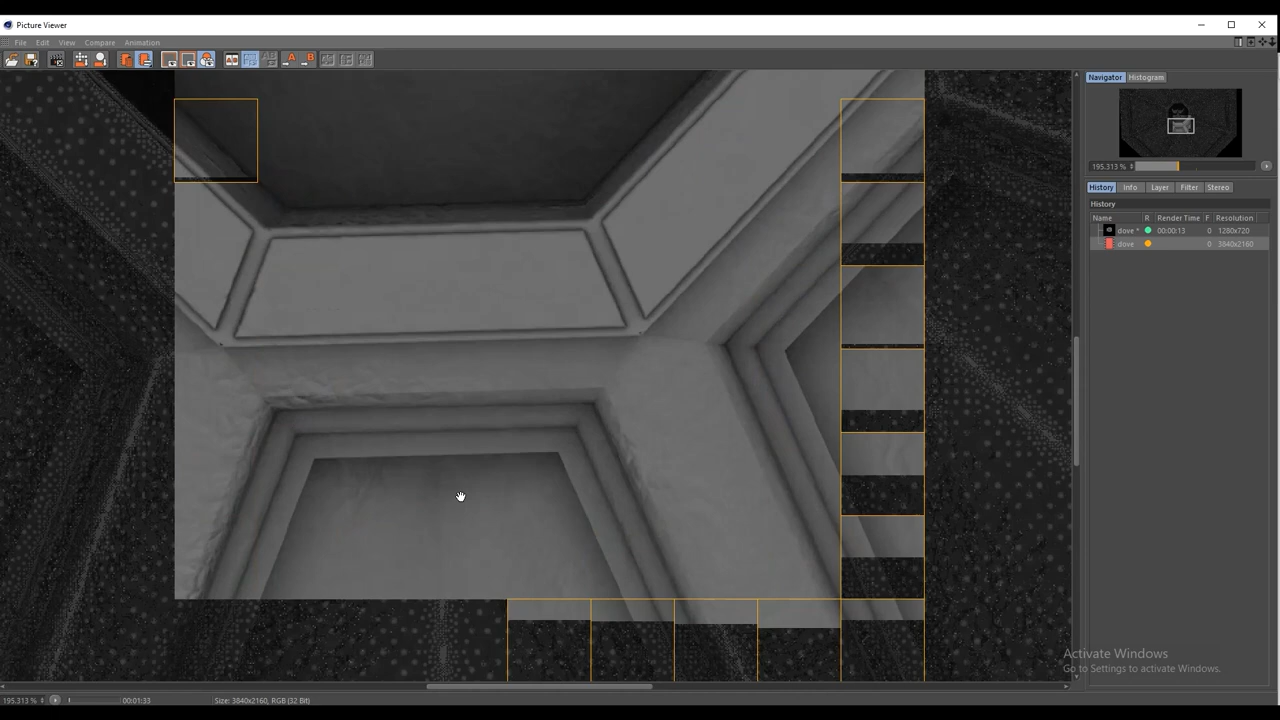 Picture Viewer
File Edit View Compare Animation
Navigator Histogram
195.313 %
History Info Layer Filter Stereo
History
Name R Render Time F Resolution
dove * 00:00:13 0 1280x720
dove 0 3840x2160
Activate Windows
Go to Settings to activate Windows.
195.313 % 00:01:33 Size: 3840x2160, RGB (32 Bit)